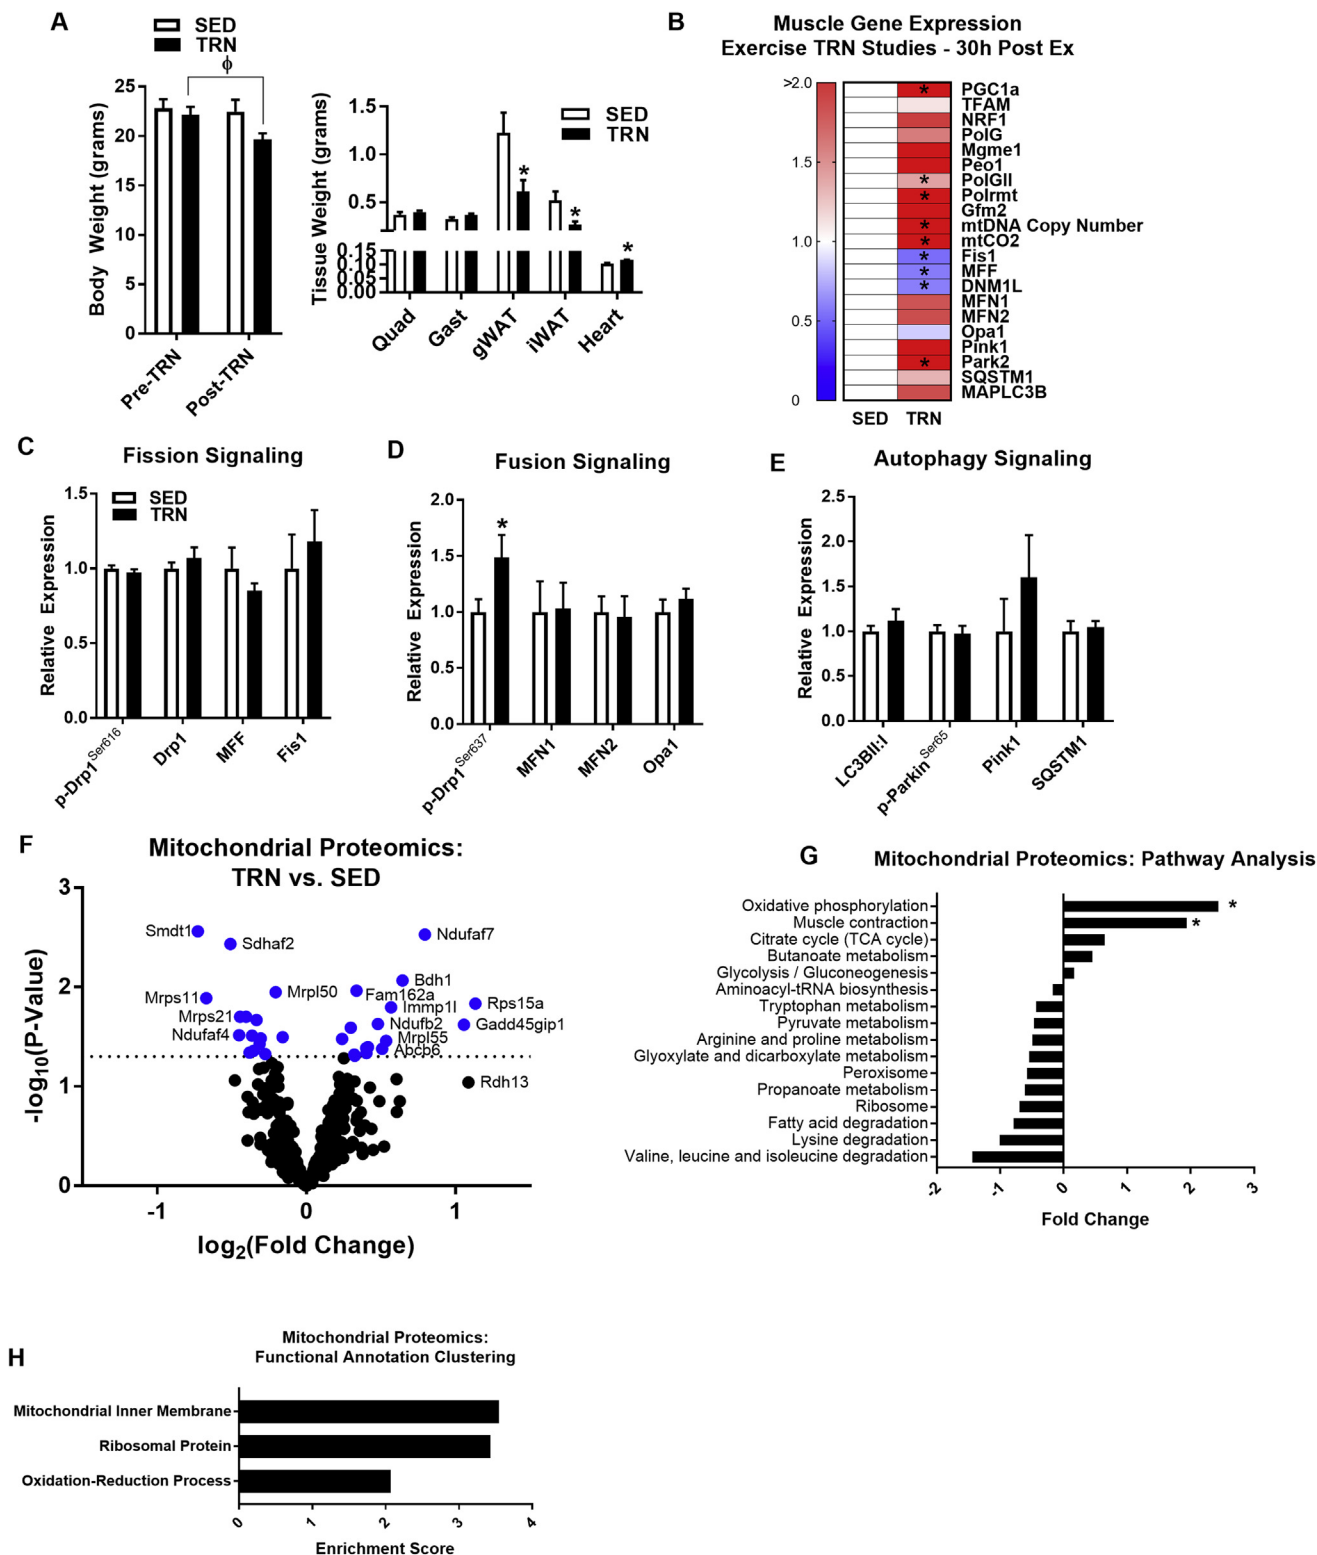 A
SED
TRN
ϕ
Body Weight (grams)
25
20
15
10
5
0
Pre-TRN
Post-TRN
SED
TRN
Tissue Weight (grams)
1.5
1.0
0.5
0.15
0.10
0.05
0.00
*
*
*
Quad
Gast
gWAT
iWAT
Heart
B
Muscle Gene Expression
Exercise TRN Studies - 30h Post Ex
>2.0
1.5
1.0
0.5
0
* PGC1a
TFAM
NRF1
PolG
Mgme1
Peo1
* PolGII
* Polrmt
Gfm2
* mtDNA Copy Number
* mtCO2
* Fis1
* MFF
* DNM1L
MFN1
MFN2
Opa1
Pink1
* Park2
SQSTM1
MAPLC3B
SED TRN
C
Fission Signaling
SED
TRN
Relative Expression
1.5
1.0
0.5
0.0
p-Drp1Ser616
Drp1
MFF
Fis1
D
Fusion Signaling
Relative Expression
2.0
1.5
1.0
0.5
0.0
*
p-Drp1Ser637
MFN1
MFN2
Opa1
E
Autophagy Signaling
Relative Expression
2.5
2.0
1.5
1.0
0.5
0.0
LC3BII:I
p-ParkinSer65
Pink1
SQSTM1
F
Mitochondrial Proteomics:
TRN vs. SED
-log10(P-Value)
3
2
1
0
Smdt1
Sdhaf2
Ndufaf7
Bdh1
Mrps11
Mrpl50
Fam162a
Immp1l
Rps15a
Mrps21
Ndufb2
Gadd45gip1
Ndufaf4
Mrpl55
Abcb6
Rdh13
-1 0 1
log2(Fold Change)
G
Mitochondrial Proteomics: Pathway Analysis
Oxidative phosphorylation *
Muscle contraction *
Citrate cycle (TCA cycle)
Butanoate metabolism
Glycolysis / Gluconeogenesis
Aminoacyl-tRNA biosynthesis
Tryptophan metabolism
Pyruvate metabolism
Arginine and proline metabolism
Glyoxylate and dicarboxylate metabolism
Peroxisome
Propanoate metabolism
Ribosome
Fatty acid degradation
Lysine degradation
Valine, leucine and isoleucine degradation
-2 -1 0 1 2 3
Fold Change
H
Mitochondrial Proteomics:
Functional Annotation Clustering
Mitochondrial Inner Membrane
Ribosomal Protein
Oxidation-Reduction Process
0 1 2 3 4
Enrichment Score